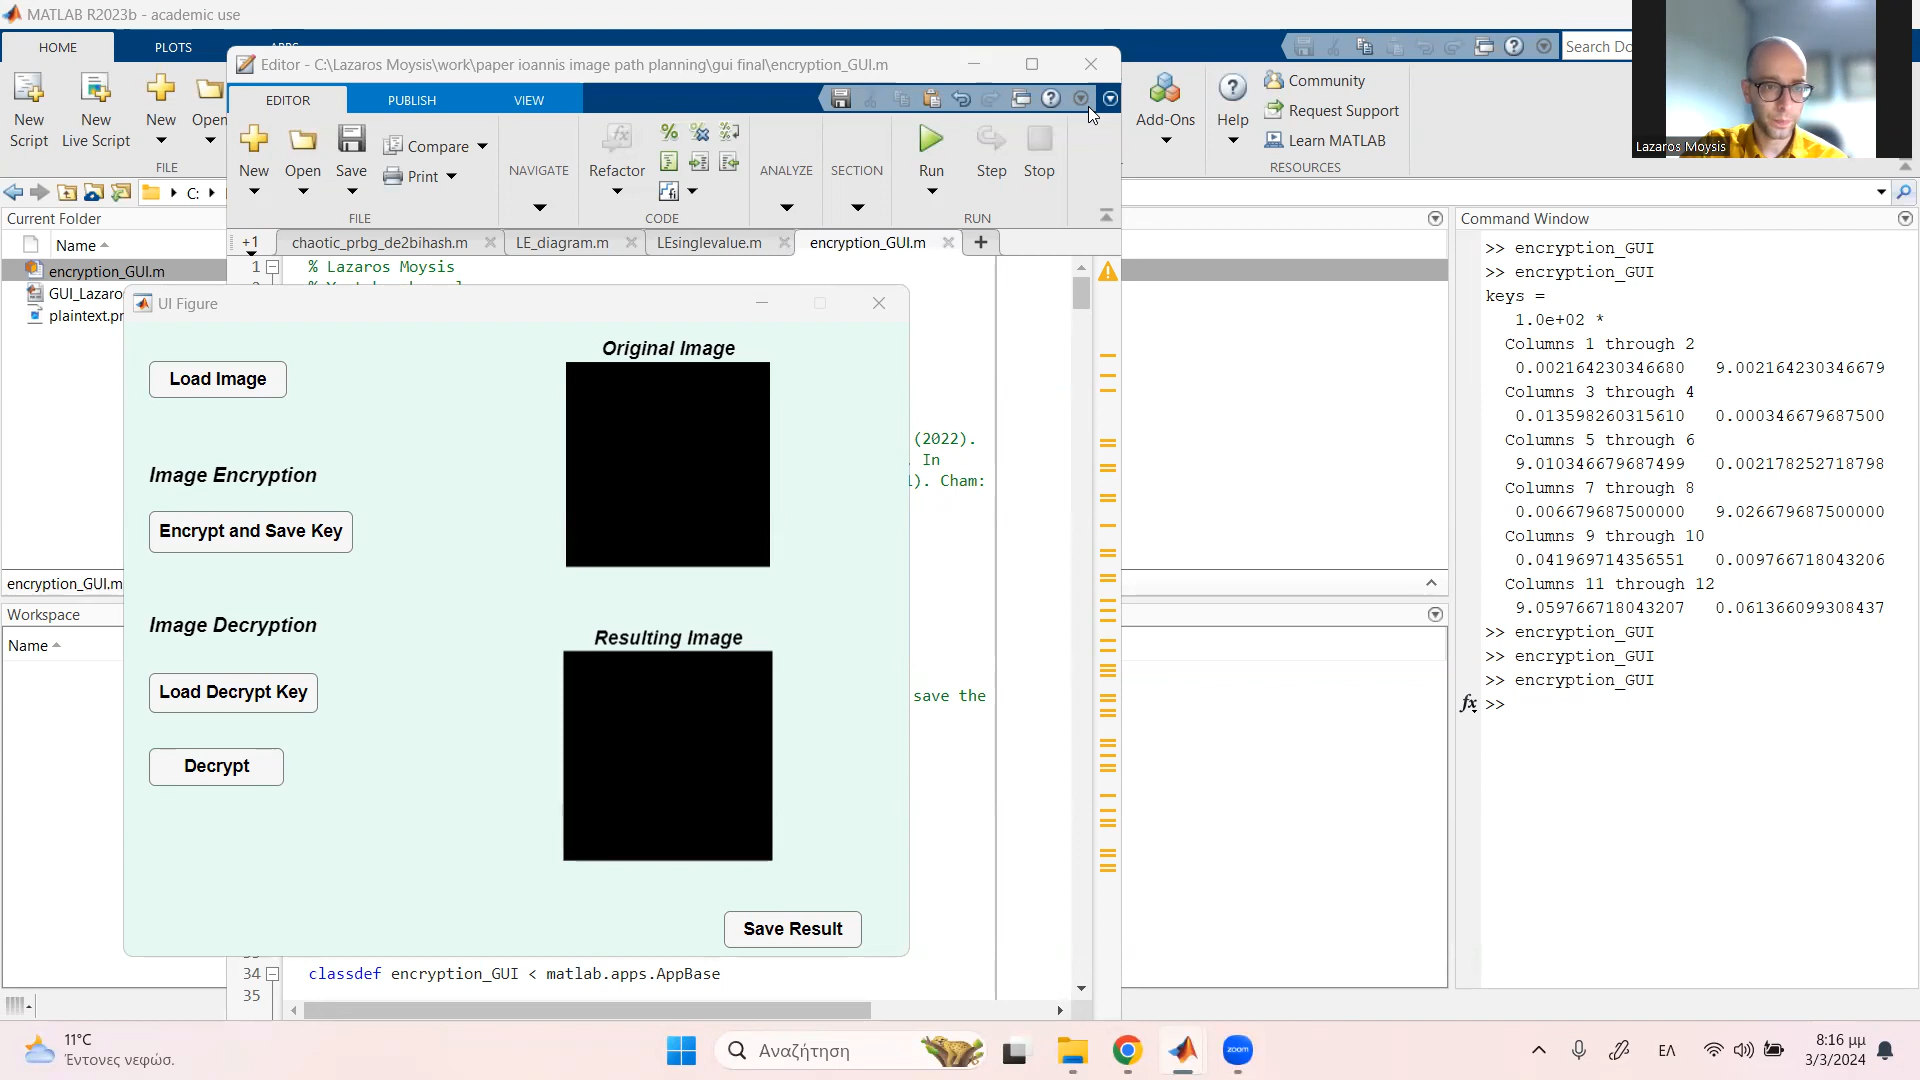 MATLAB R2023b - academic use
HOME
PLOTS
Search Do
New Script
New Live Script
New
Open
FILE
Add-Ons
Help
Community
Request Support
Learn MATLAB
RESOURCES
Lazaros Moysis
C:
Current Folder
Name
encryption_GUI.m
GUI_Lazaro
plaintext.pr
encryption_GUI.m
Workspace
Name
Editor - C:\Lazaros Moysis\work\paper ioannis image path planning\gui final\encryption_GUI.m
EDITOR
PUBLISH
VIEW
New
Open
Save
Compare
Print
FILE
NAVIGATE
Refactor
CODE
ANALYZE
SECTION
Run
Step
Stop
RUN
+1
chaotic_prbg_de2bihash.m
LE_diagram.m
LEsinglevalue.m
encryption_GUI.m
1
% Lazaros Moysis
(2022).
In
). Cham:
save the
34
classdef encryption_GUI < matlab.apps.AppBase
35
UI Figure
Load Image
Image Encryption
Encrypt and Save Key
Image Decryption
Load Decrypt Key
Decrypt
Original Image
Resulting Image
Save Result
Command Window
>> encryption_GUI
>> encryption_GUI
keys =
1.0e+02 *
Columns 1 through 2
0.002164230346680 9.002164230346679
Columns 3 through 4
0.013598260315610 0.000346679687500
Columns 5 through 6
9.010346679687499 0.002178252718798
Columns 7 through 8
0.006679687500000 9.026679687500000
Columns 9 through 10
0.041969714356551 0.009766718043206
Columns 11 through 12
9.059766718043207 0.061366099308437
>> encryption_GUI
>> encryption_GUI
>> encryption_GUI
fx >>
11°C
Έντονες νεφώσ.
Αναζήτηση
zoom
ΕΛ
8:16 μμ
3/3/2024